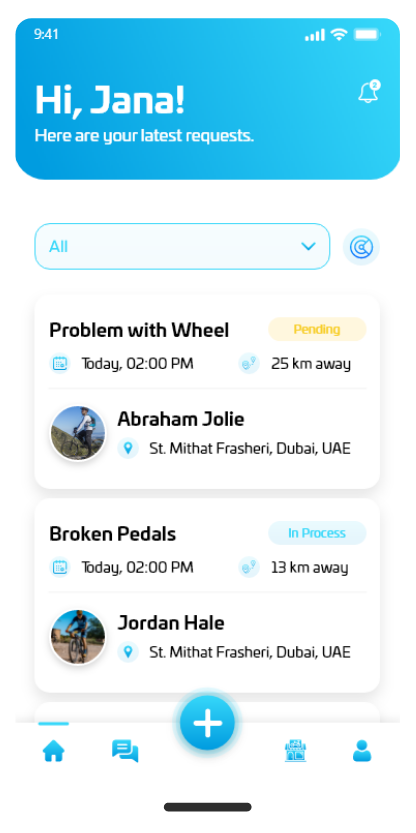 9:41
2
Hi, Jana!
Here are your latest requests.
All
Problem with Wheel
Pending
Today, 02:00 PM
25 km away
Abraham Jolie
St. Mithat Frasheri, Dubai, UAE
Broken Pedals
In Process
Today, 02:00 PM
13 km away
Jordan Hale
St. Mithat Frasheri, Dubai, UAE